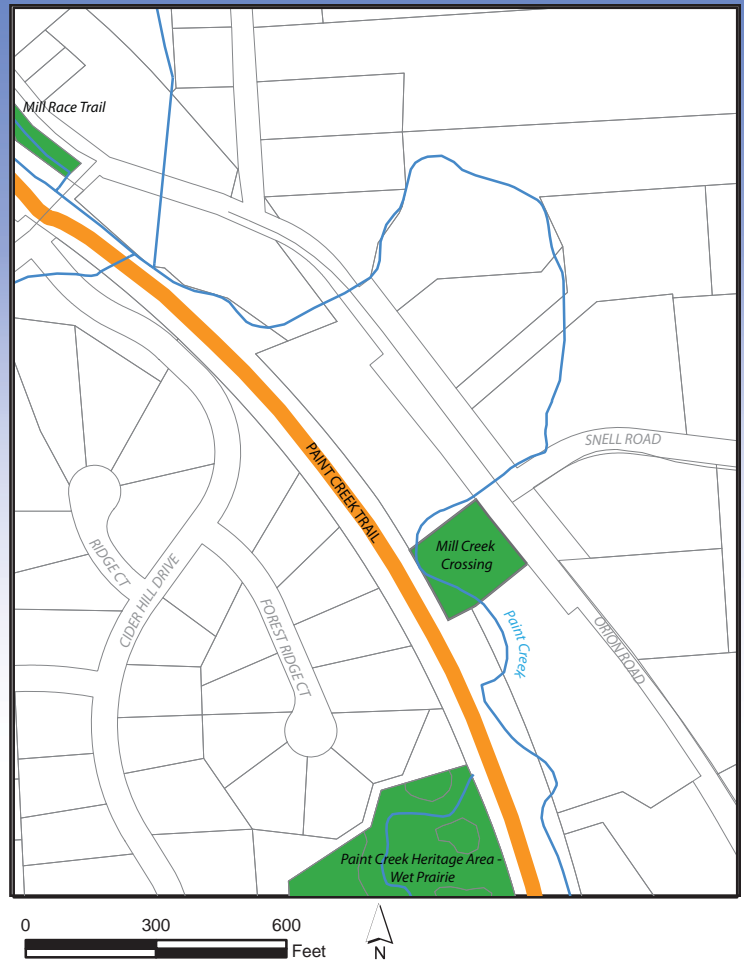 Mill Race Trail
SNELL ROAD
PAINT CREEK TRAIL
Mill Creek
Crossing
RIDGE CT
CIDER HILL DRIVE
FOREST RIDGE CT
Paint Creek
ORION ROAD
Paint Creek Heritage Area -
Wet Prairie
0 300 600
Feet
N